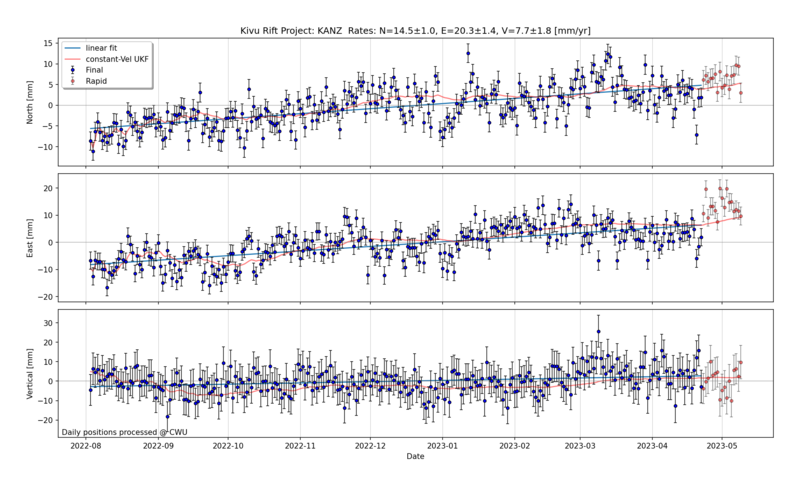 Kivu Rift Project: KANZ Rates: N=14.5±1.0, E=20.3±1.4, V=7.7±1.8 [mm/yr]
linear fit
constant-Vel UKF
Final
Rapid
North [mm]
15
10
5
0
−5
−10
East [mm]
20
10
0
−10
−20
Vertical [mm]
30
20
10
0
−10
−20
Daily positions processed @ CWU
2022-08 2022-09 2022-10 2022-11 2022-12 2023-01 2023-02 2023-03 2023-04 2023-05
Date